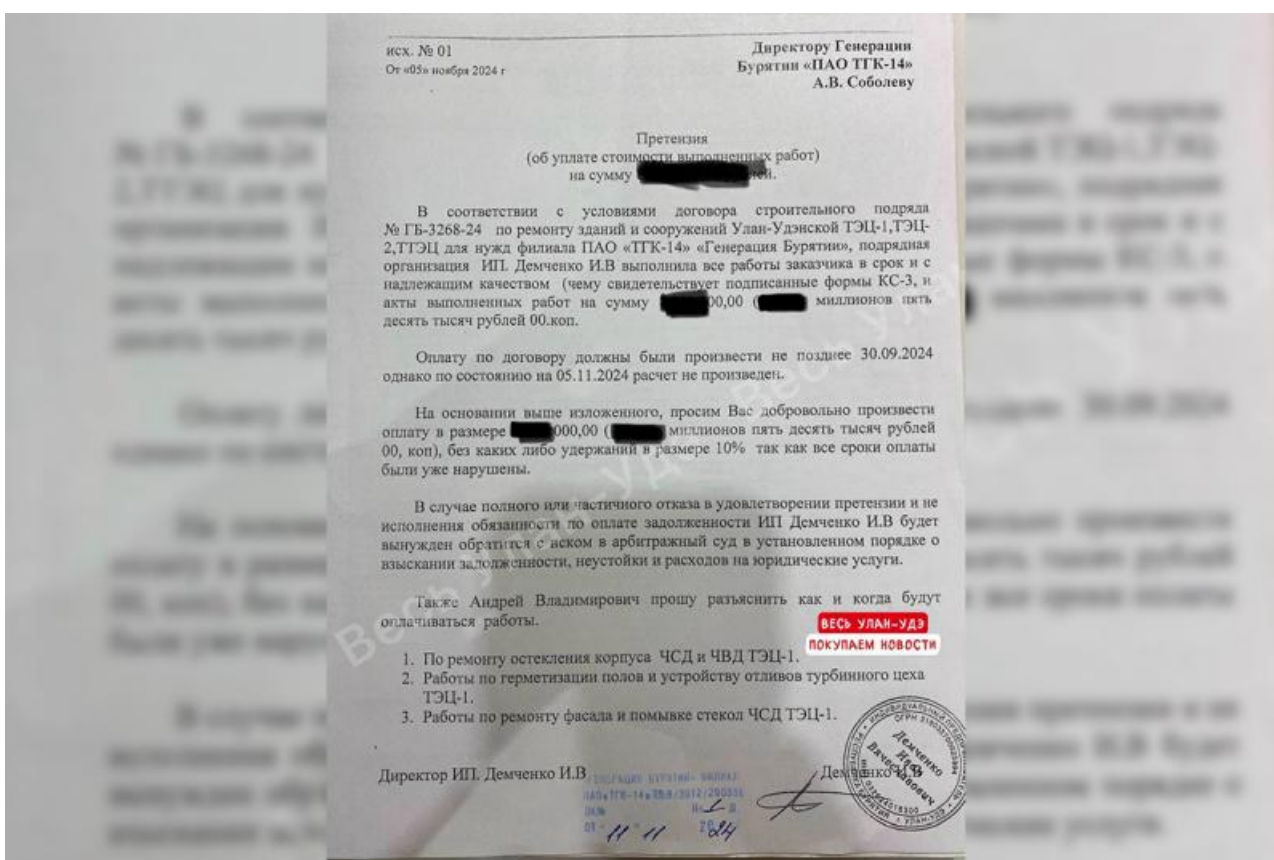 исх. № 01
От «05» ноября 2024 г
Директору Генерации
Бурятии «ПАО ТГК-14»
А.В. Соболеву
Претензия
(об уплате стоимости выполненных работ)
на сумму
В соответствии с условиями договора строительного подряда
№ ГБ-3268-24 по ремонту зданий и сооружений Улан-Удэнской ТЭЦ-1,ТЭЦ-
2,ТТЭЦ для нужд филиала ПАО «ТГК-14» «Генерация Бурятии», подрядная
организация ИП. Демченко И.В выполнила все работы заказчика в срок и с
надлежащим качеством (чему свидетельствует подписанные формы КС-3, и
акты выполненных работ на сумму 00,00 ( миллионов пять
десять тысяч рублей 00.коп.
Оплату по договору должны были произвести не позднее 30.09.2024
однако по состоянию на 05.11.2024 расчет не произведен.
На основании выше изложенного, просим Вас добровольно произвести
оплату в размере 000,00 ( миллионов пять десять тысяч рублей
00, коп), без каких либо удержаний в размере 10% так как все сроки оплаты
были уже нарушены.
В случае полного или частичного отказа в удовлетворении претензии и не
исполнения обязанности по оплате задолженности ИП Демченко И.В будет
вынужден обратится с иском в арбитражный суд в установленном порядке о
взыскании задолженности, неустойки и расходов на юридические услуги.
Также Андрей Владимирович прошу разъяснить как и когда будут
оплачиваться работы.
ВЕСЬ УЛАН-УДЭ
ПОКУПАЕМ НОВОСТИ
1. По ремонту остекления корпуса ЧСД и ЧВД ТЭЦ-1.
2. Работы по герметизации полов и устройству отливов турбинного цеха
ТЭЦ-1.
3. Работы по ремонту фасада и помывке стекол ЧСД ТЭЦ-1.
Директор ИП. Демченко И.В
Демченко И.В
Демченко
Иван
Вячеславович
11 11 2024
Весь Улан-Удэ
Весь Улан